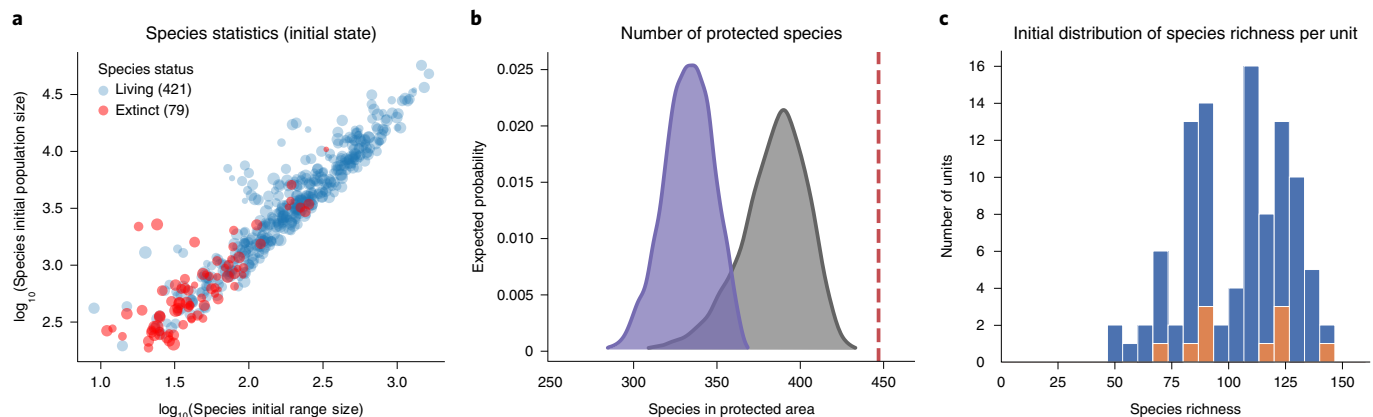 a
Species statistics (initial state)
Species status
Living (421)
Extinct (79)
4.5
4.0
3.5
3.0
2.5
log10(Species initial population size)
1.0 1.5 2.0 2.5 3.0
log10(Species initial range size)
b
Number of protected species
0.025
0.020
0.015
0.010
0.005
0
Expected probability
250 300 350 400 450
Species in protected area
c
Initial distribution of species richness per unit
16
14
12
10
8
6
4
2
0
Number of units
0 25 50 75 100 125 150
Species richness